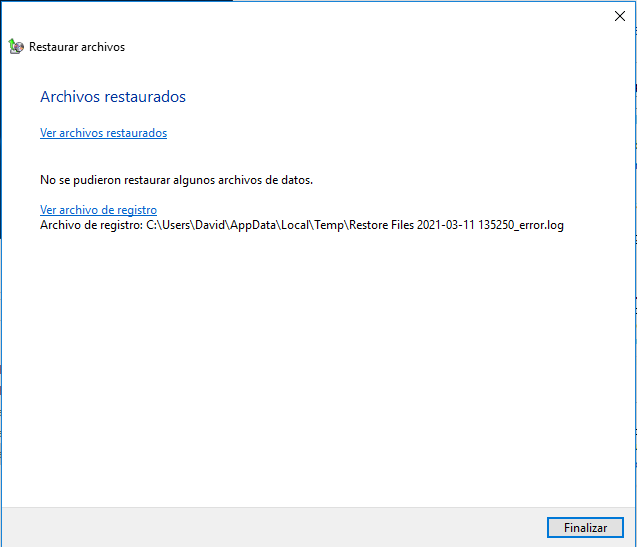 Restaurar archivos
Archivos restaurados
Ver archivos restaurados
No se pudieron restaurar algunos archivos de datos.
Ver archivo de registro
Archivo de registro: C:\Users\David\AppData\Local\Temp\Restore Files 2021-03-11 135250_error.log
Finalizar